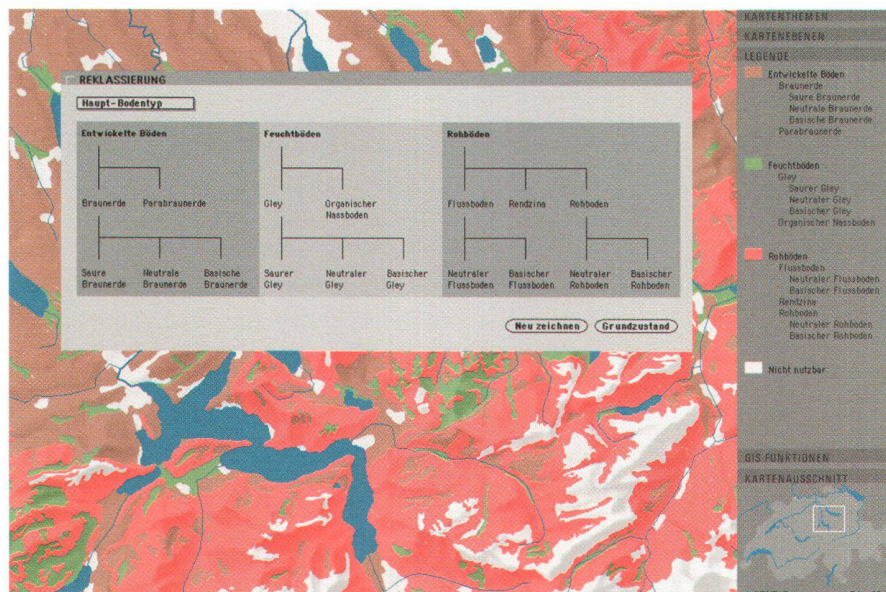 REKLASSIERUNG
Haupt-Bodentyp
Entwickelte Böden
Feuchtböden
Rohböden
Braunerde
Parabraunerde
Gley
Organischer
Nassboden
Flussboden
Rendzina
Rohboden
Saure
Braunerde
Neutrale
Braunerde
Basische
Braunerde
Saurer
Gley
Neutraler
Gley
Basischer
Gley
Neutraler
Flussboden
Basischer
Flussboden
Neutraler
Rohboden
Basischer
Rohboden
Neu zeichnen
Grundzustand
KARTENTHEMEN
KARTENEBENEN
LEGENDE
Entwickelte Böden
Braunerde
Saure Braunerde
Neutrale Braunerde
Basische Braunerde
Parabraunerde
Feuchtböden
Gley
Saurer Gley
Neutraler Gley
Basischer Gley
Organischer Nassboden
Rohböden
Flussboden
Neutraler Flussboden
Basischer Flussboden
Rendzina
Rohboden
Neutraler Rohboden
Basischer Rohboden
Nicht nutzbar
GIS FUNKTIONEN
KARTENAUSSCHNITT